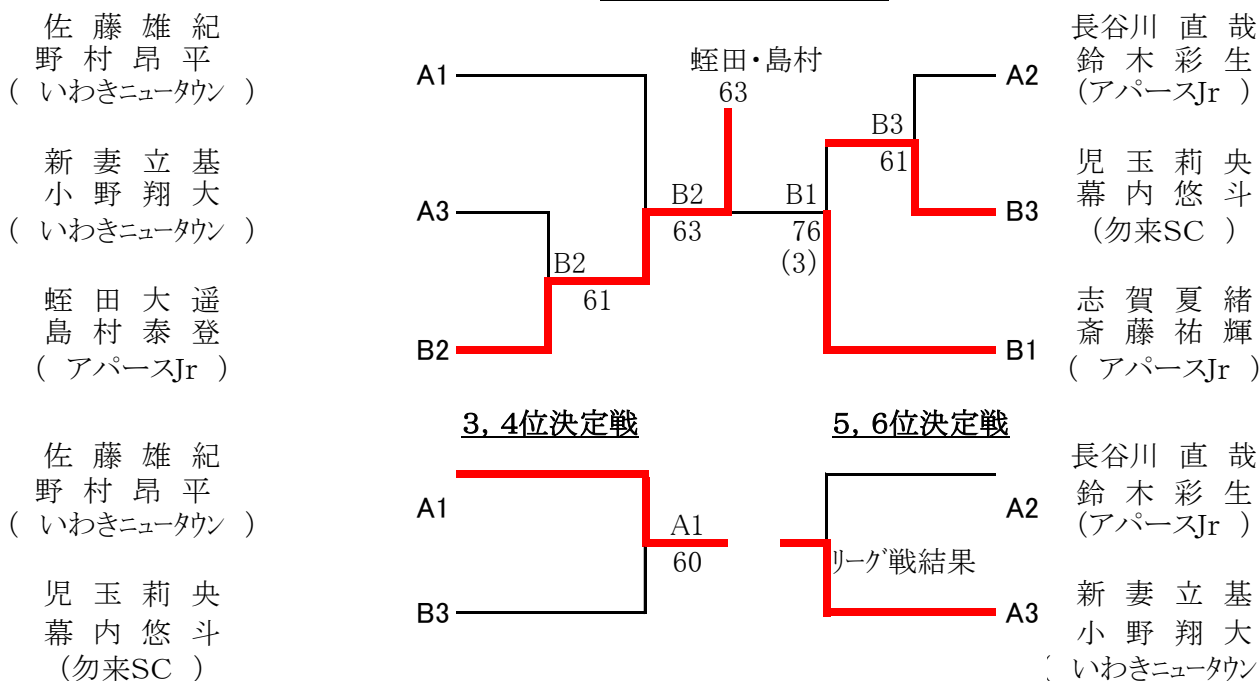 佐 藤 雄 紀
野 村 昂 平
( いわきニュータウン )
A1
蛭田・島村
63
A2
長谷川 直 哉
鈴 木 彩 生
(アパースJr )
B3
61
新 妻 立 基
小 野 翔 大
( いわきニュータウン )
A3
B2
63
B1
76
(3)
B3
児 玉 莉 央
幕 内 悠 斗
(勿来SC )
B2
61
蛭 田 大 遥
島 村 泰 登
( アパースJr )
B2
B1
志 賀 夏 緒
斎 藤 祐 輝
( アパースJr )
3, 4位決定戦
5, 6位決定戦
佐 藤 雄 紀
野 村 昂 平
( いわきニュータウン )
A1
A1
60
A2
長谷川 直 哉
鈴 木 彩 生
(アパースJr )
リーグ戦結果
児 玉 莉 央
幕 内 悠 斗
(勿来SC )
B3
A3
新 妻 立 基
小 野 翔 大
( いわきニュータウン